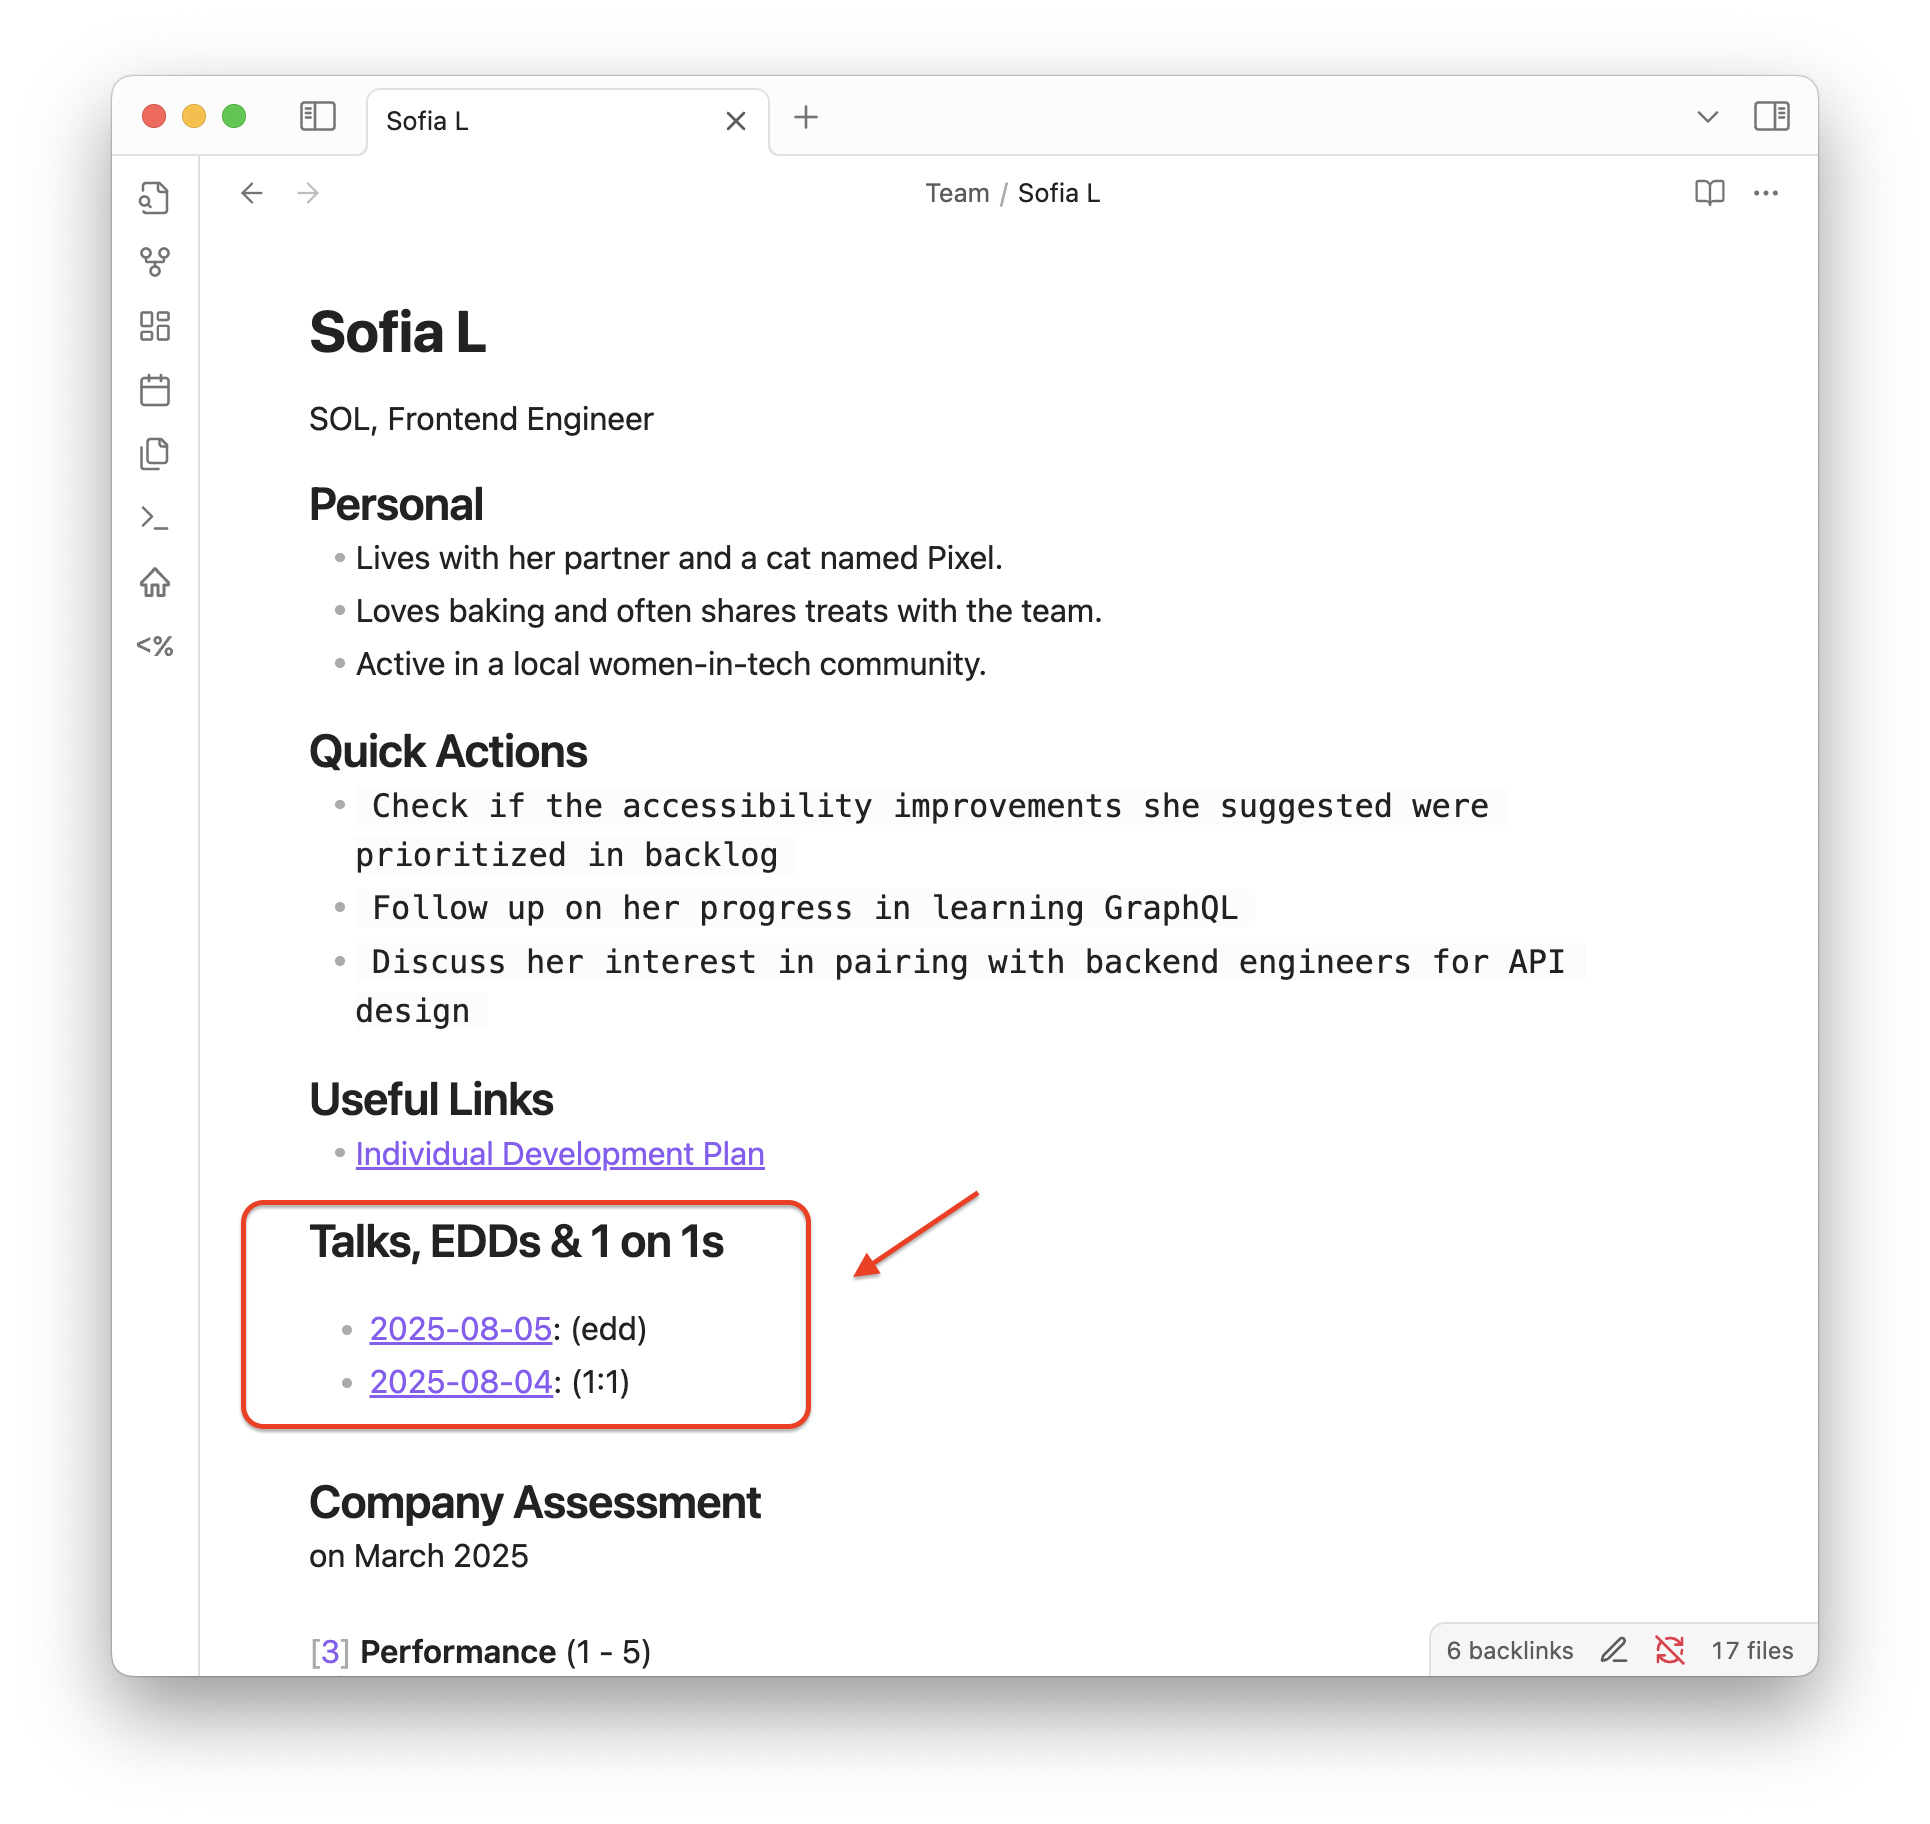 Sofia L
Team / Sofia L
<%
Sofia L
SOL, Frontend Engineer
Personal
Lives with her partner and a cat named Pixel.
Loves baking and often shares treats with the team.
Active in a local women-in-tech community.
Quick Actions
Check if the accessibility improvements she suggested were
prioritized in backlog
Follow up on her progress in learning GraphQL
Discuss her interest in pairing with backend engineers for API
design
Useful Links
Individual Development Plan
Talks, EDDs & 1 on 1s
2025-08-05: (edd)
2025-08-04: (1:1)
Company Assessment
on March 2025
[3] Performance (1 - 5)
6 backlinks 17 files